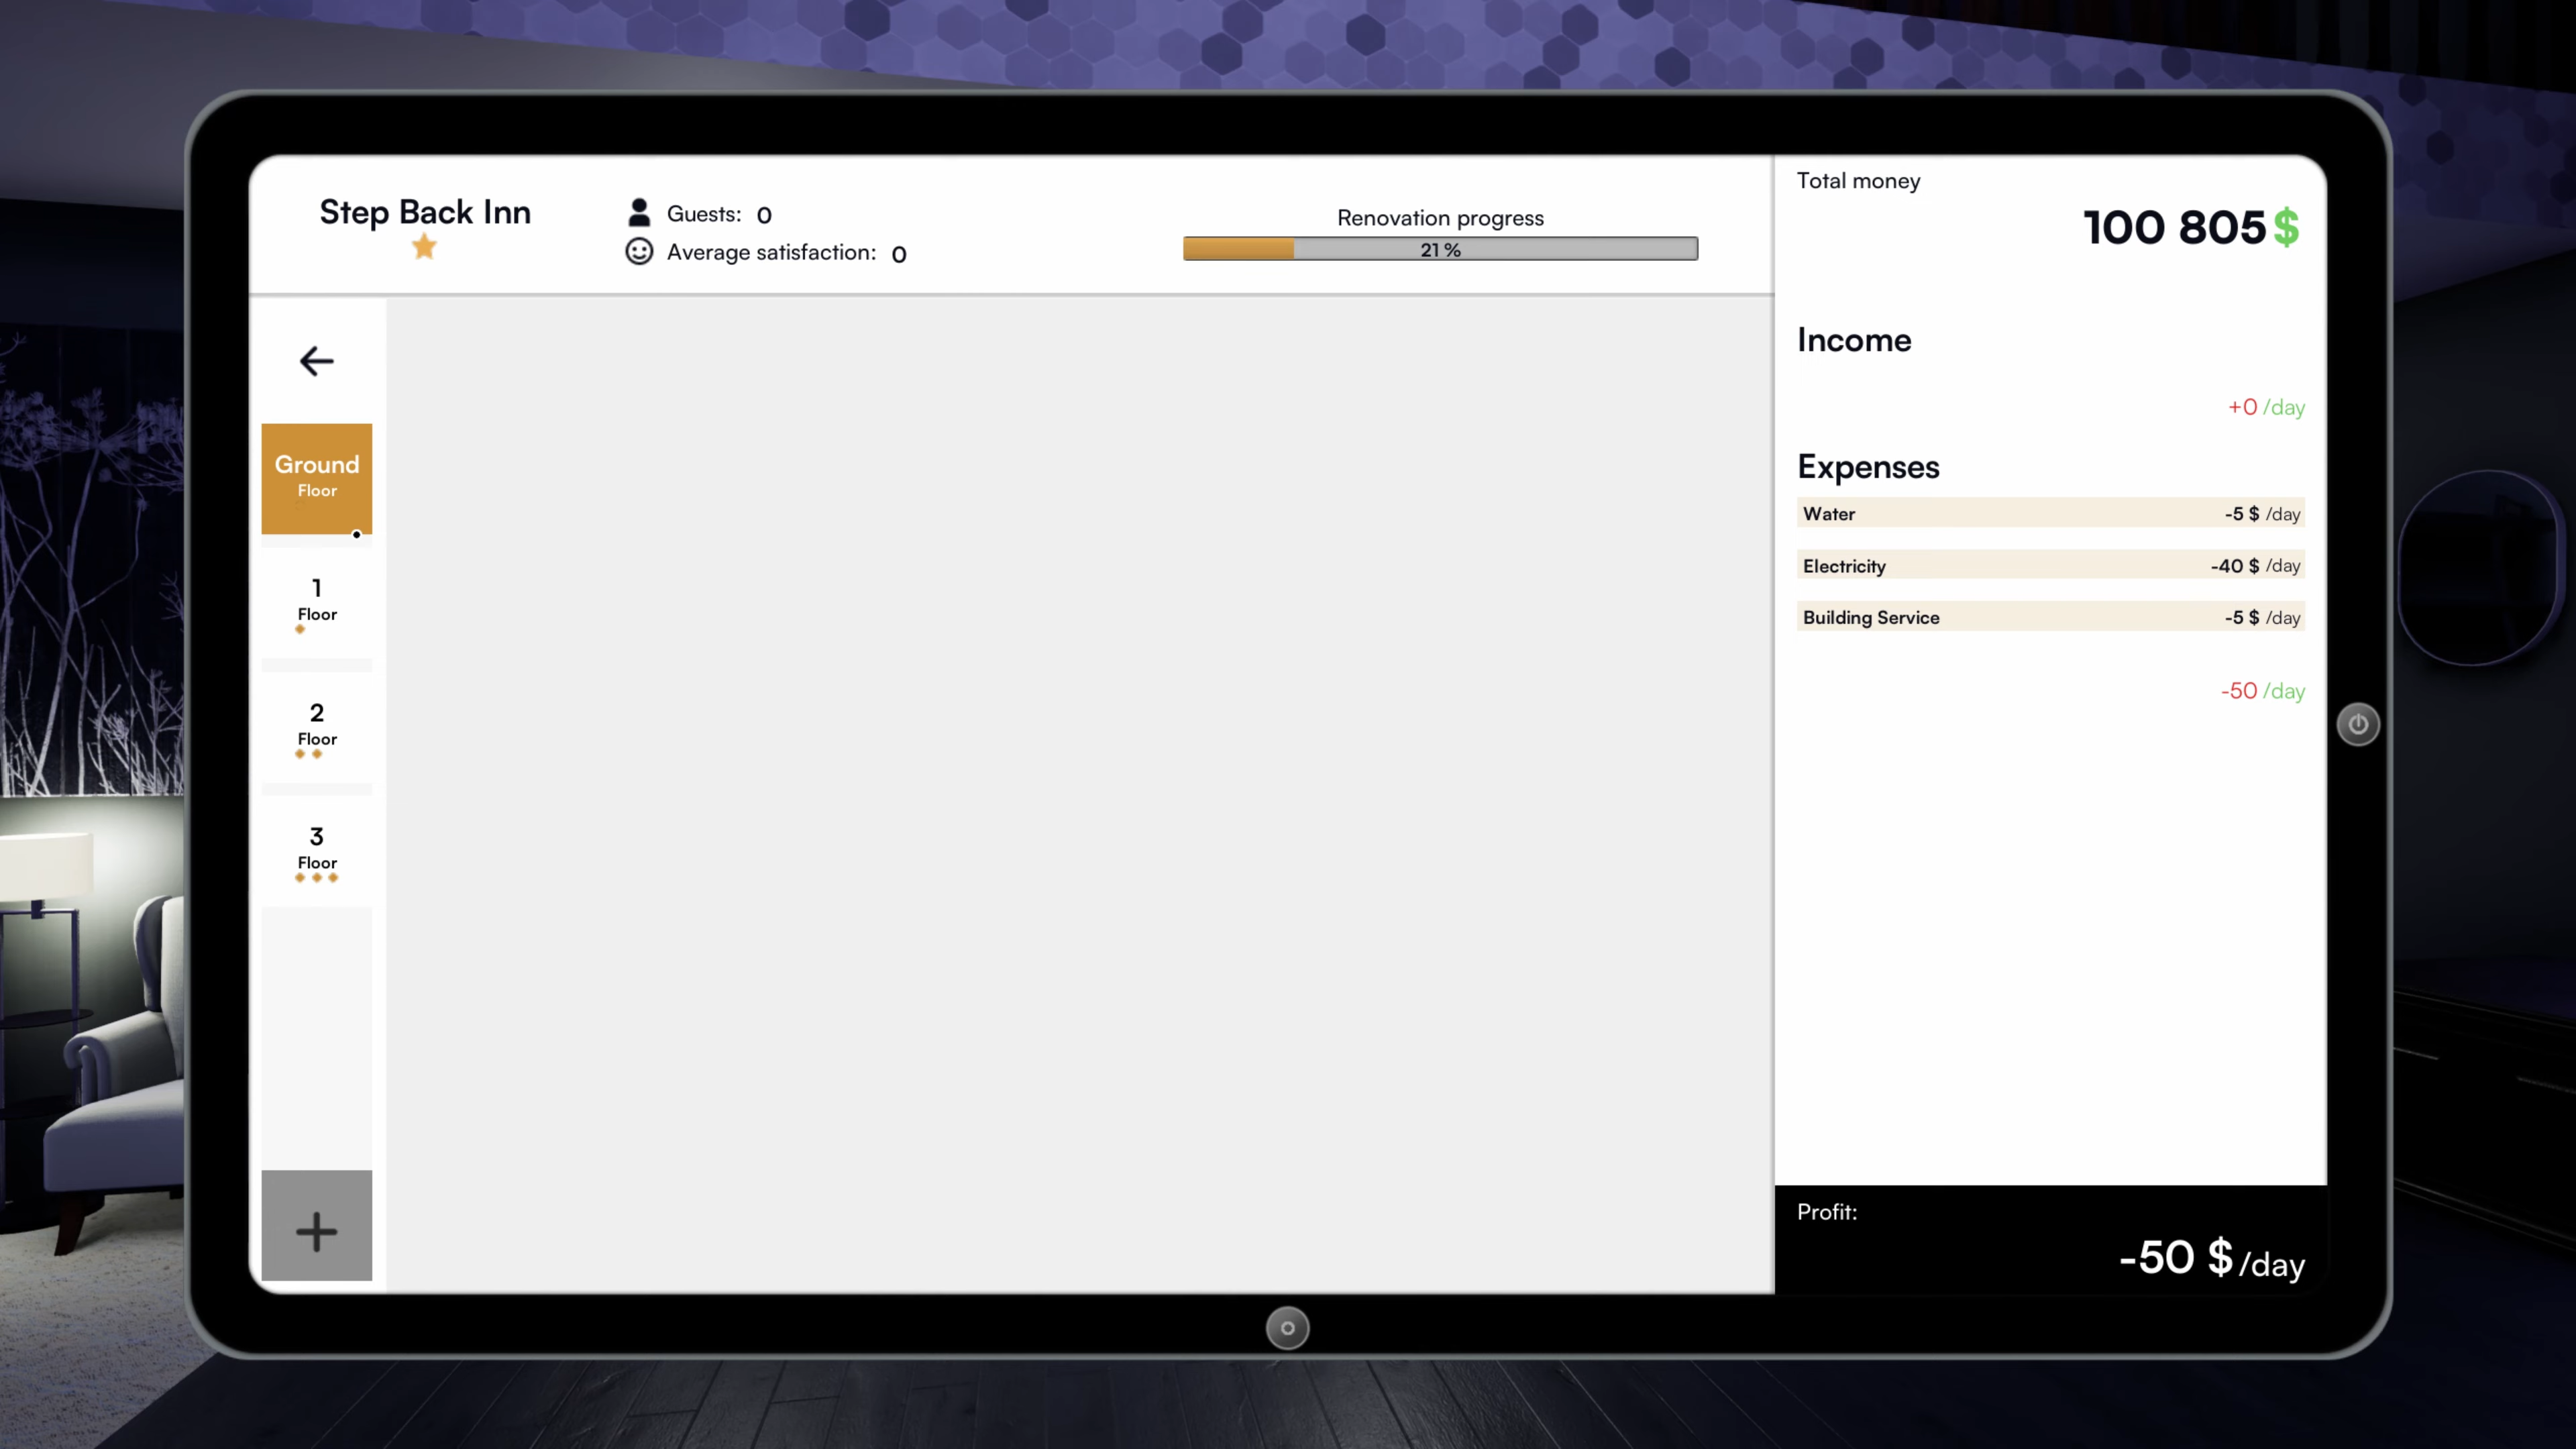 Step Back Inn
Guests: 0
Average satisfaction: 0
Renovation progress
21 %
Total money
100 805 $
Income
+0 /day
Expenses
Water -5 $ /day
Electricity -40 $ /day
Building Service -5 $ /day
-50 /day
Ground
Floor
1
Floor
2
Floor
3
Floor
Profit:
-50 $ /day